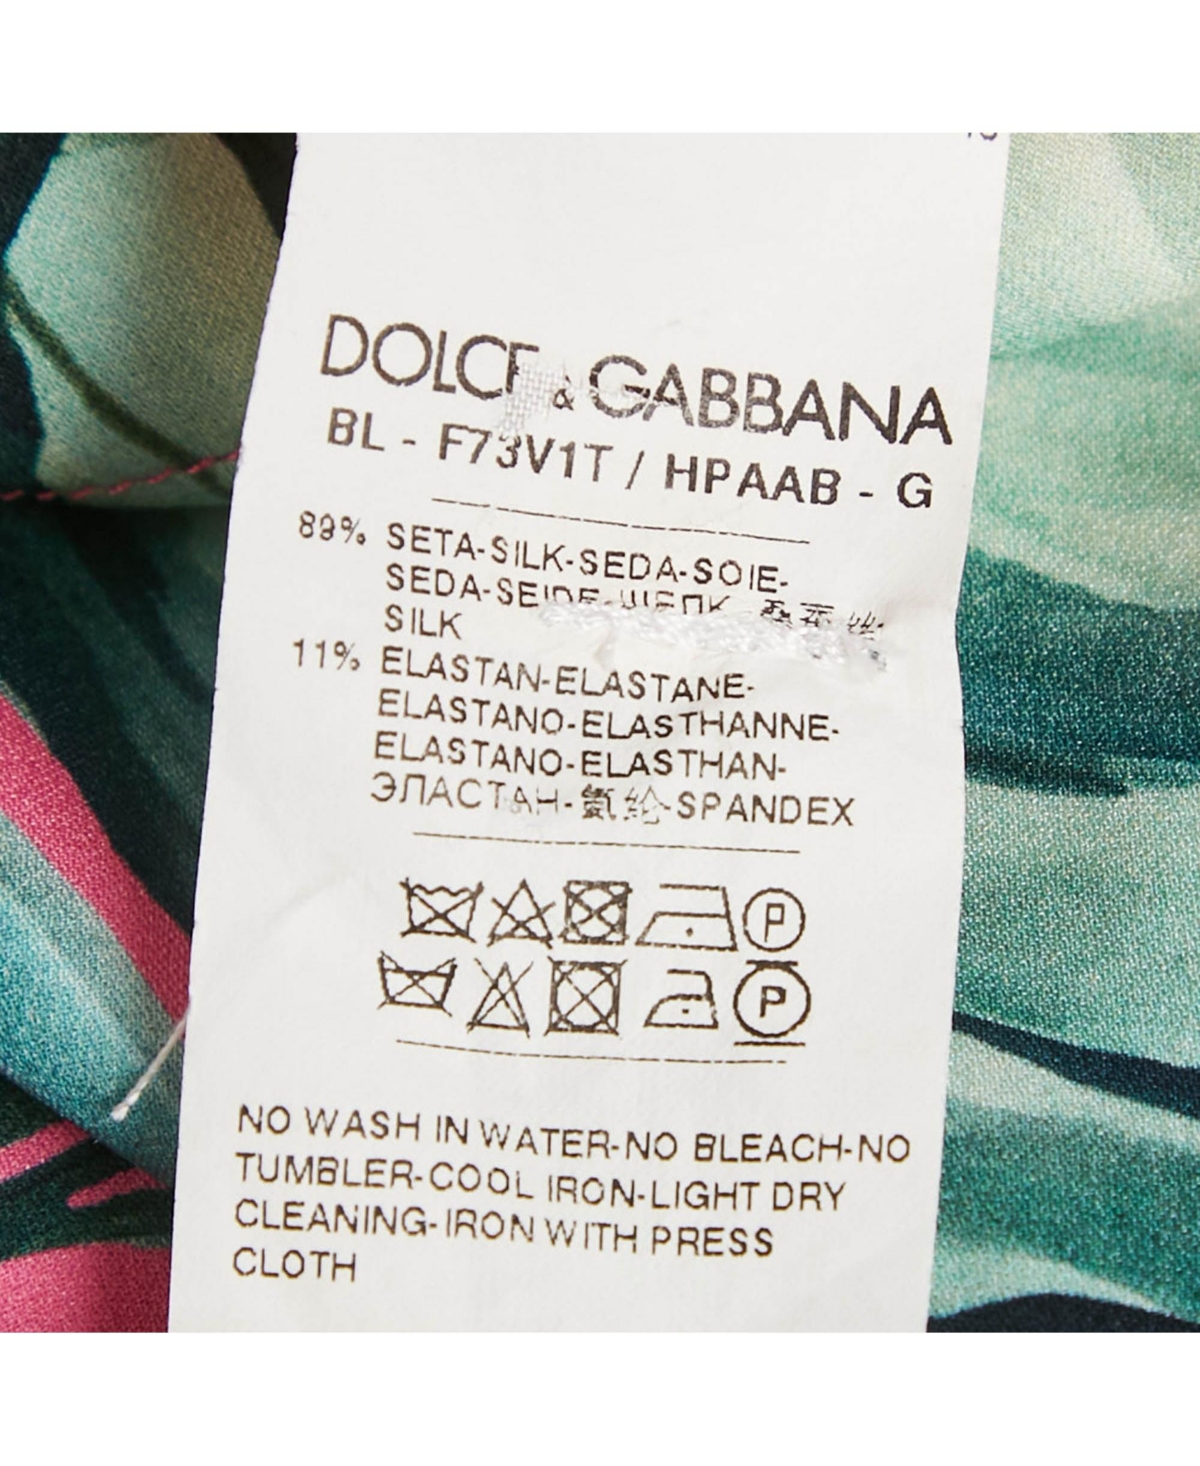 DOLCE & GABBANA
BL - F73V1T / HPAAB - G
89% SETA-SILK-SEDA-SOIE-
SEDA-SEIDE-ШЕЛК
SILK
11% ELASTAN-ELASTANE-
ELASTANO-ELASTHANNE-
ELASTANO-ELASTHAN-
ЭЛАСТАН-氨纶-SPANDEX
P
P
NO WASH IN WATER-NO BLEACH-NO
TUMBLER-COOL IRON-LIGHT DRY
CLEANING-IRON WITH PRESS
CLOTH